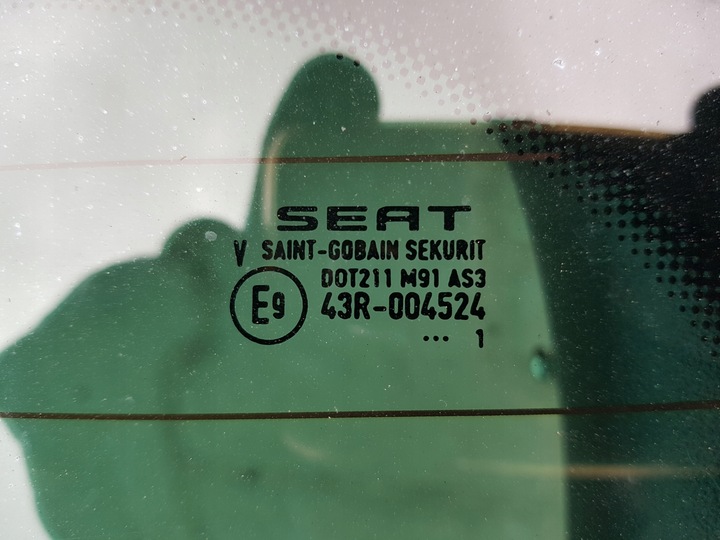 SEAT
V SAINT-GOBAIN SEKURIT
DOT211 M91 AS3
E9 43R-004524
... 1